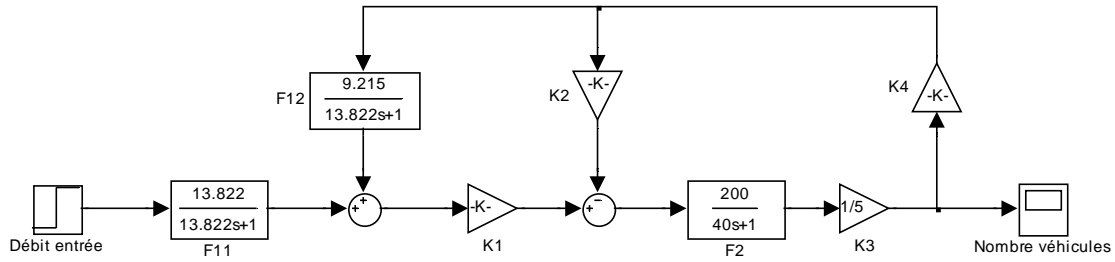 9.215
13.822s+1
F12
-K-
K2
K4
-K-
Débit entrée
13.822
13.822s+1
F11
+
+
-K-
K1
−
+
200
40s+1
F2
1/5
K3
Nombre véhicules